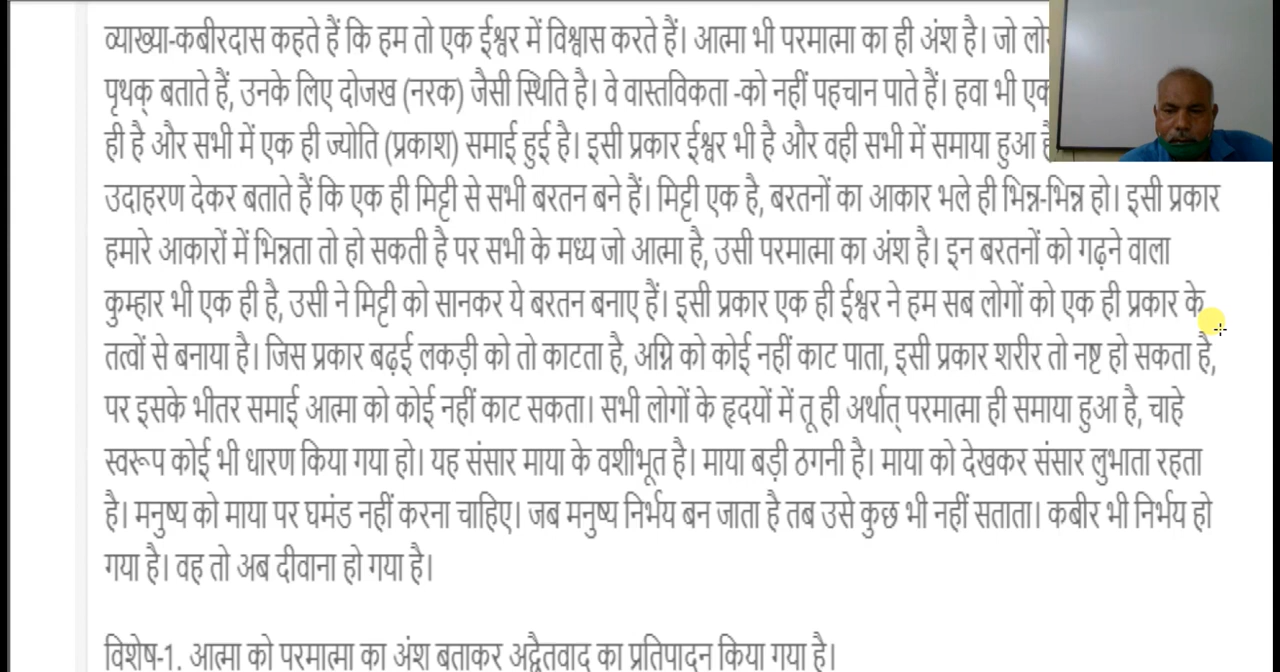 व्याख्या-कबीरदास कहते हैं कि हम तो एक ईश्वर में विश्वास करते हैं। आत्मा भी परमात्मा का ही अंश है। जो
पृथक् बताते हैं, उनके लिए दोजख (नरक) जैसी स्थिति है। वे वास्तविकता -को नहीं पहचान पाते हैं। हवा भी एक
ही है और सभी में एक ही ज्योति (प्रकाश) समाई हुई है। इसी प्रकार ईश्वर भी है और वही सभी में समाया हुआ
उदाहरण देकर बताते हैं कि एक ही मिट्टी से सभी बरतन बने हैं। मिट्टी एक है, बरतनों का आकार भले ही भिन्न-भिन्न हो। इसी प्रकार
हमारे आकारों में भिन्नता तो हो सकती है पर सभी के मध्य जो आत्मा है, उसी परमात्मा का अंश है। इन बरतनों को गढ़ने वाला
कुम्हार भी एक ही है, उसी ने मिट्टी को सानकर ये बरतन बनाए हैं। इसी प्रकार एक ही ईश्वर ने हम सब लोगों को एक ही प्रकार के
तत्वों से बनाया है। जिस प्रकार बढ़ई लकड़ी को तो काटता है, अग्नि को कोई नहीं काट पाता, इसी प्रकार शरीर तो नष्ट हो सकता है,
पर इसके भीतर समाई आत्मा को कोई नहीं काट सकता। सभी लोगों के हृदयों में तू ही अर्थात् परमात्मा ही समाया हुआ है, चाहे
स्वरूप कोई भी धारण किया गया हो। यह संसार माया के वशीभूत है। माया बड़ी ठगनी है। माया को देखकर संसार लुभाता रहता
है। मनुष्य को माया पर घमंड नहीं करना चाहिए। जब मनुष्य निर्भय बन जाता है तब उसे कुछ भी नहीं सताता। कबीर भी निर्भय हो
गया है। वह तो अब दीवाना हो गया है।
विशेष-1. आत्मा को परमात्मा का अंश बताकर अद्वैतवाद का प्रतिपादन किया गया है।